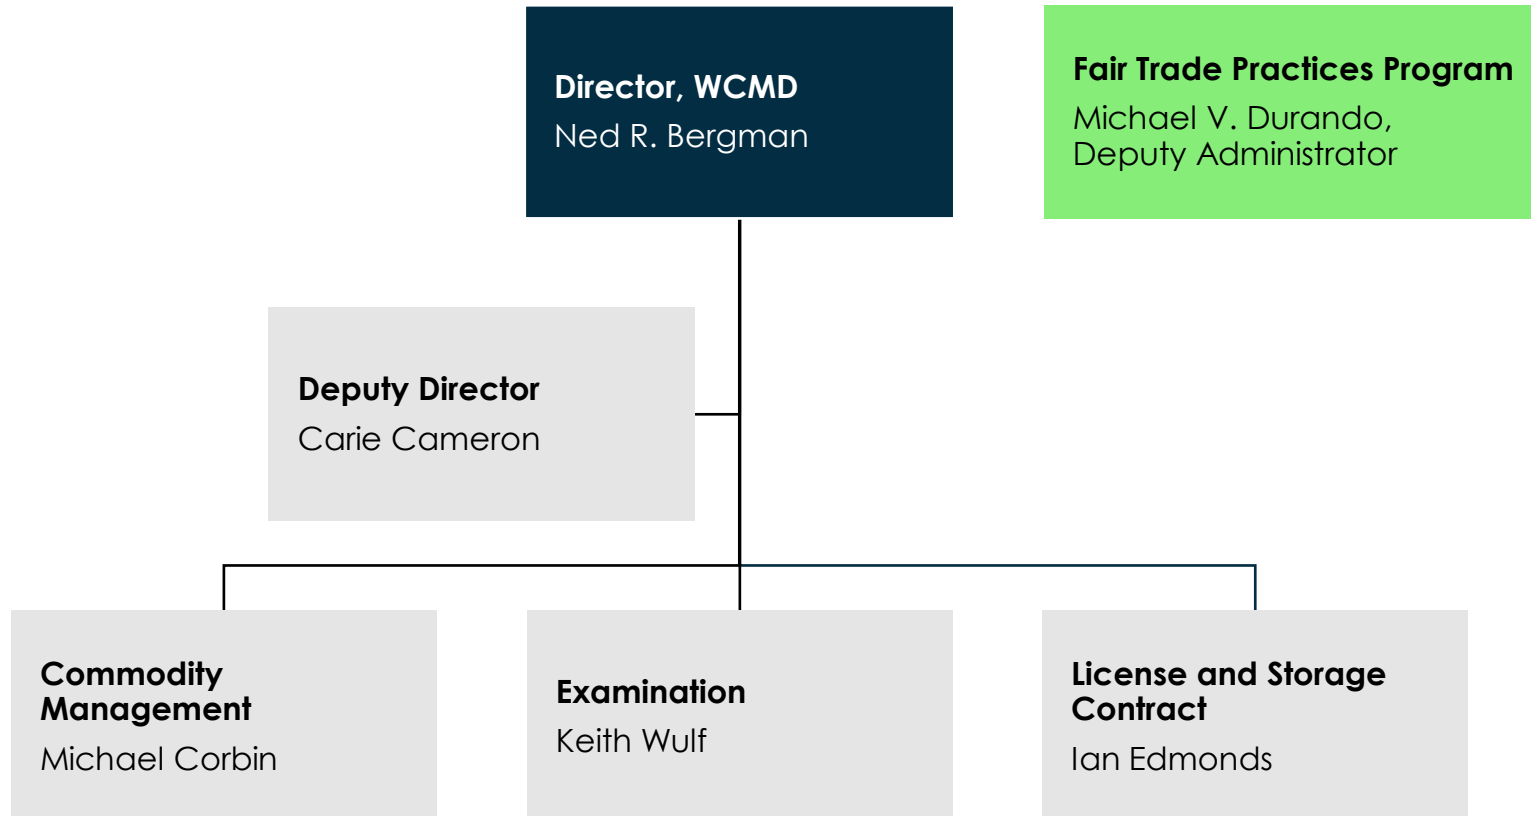 Director, WCMD
Ned R. Bergman
Fair Trade Practices Program
Michael V. Durando,
Deputy Administrator
Deputy Director
Carie Cameron
Commodity
Management
Michael Corbin
Examination
Keith Wulf
License and Storage
Contract
Ian Edmonds